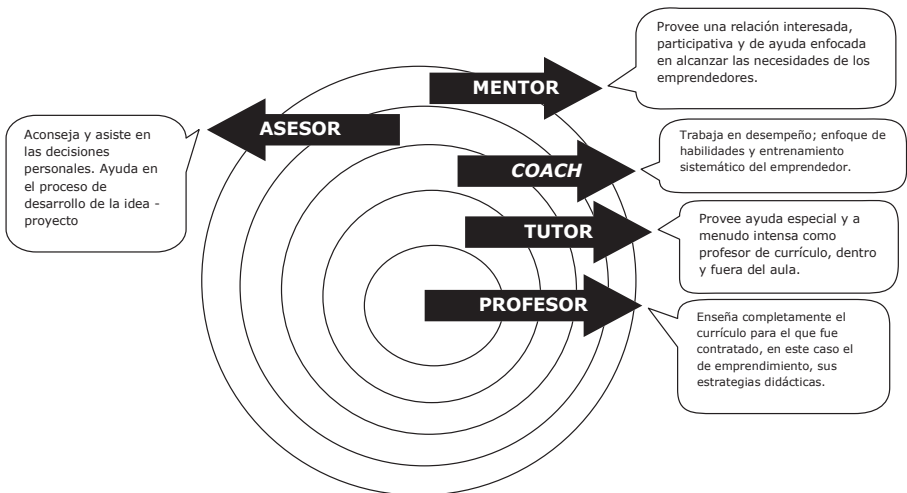 Provee una relación interesada,
participativa y de ayuda enfocada
en alcanzar las necesidades de los
emprendedores.
MENTOR
ASESOR
Aconseja y asiste en
las decisiones
personales. Ayuda en
el proceso de
desarrollo de la idea -
proyecto
COACH
Trabaja en desempeño; enfoque de
habilidades y entrenamiento
sistemático del emprendedor.
TUTOR
Provee ayuda especial y a
menudo intensa como
profesor de currículo, dentro
y fuera del aula.
PROFESOR
Enseña completamente el
currículo para el que fue
contratado, en este caso el
de emprendimiento, sus
estrategias didácticas.